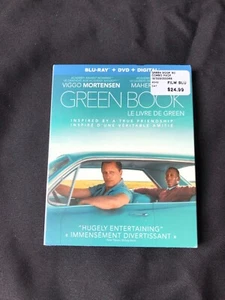 BLU-RAY + DVD + DIGITAL
VIGGO MORTENSEN
MAHER
FILM BLU
$24.99
GREEN BOOK
LE LIVRE DE GREEN
INSPIRED BY A TRUE FRIENDSHIP
INSPIRÉ D'UNE VÉRITABLE AMITIÉ
"HUGELY ENTERTAINING"
« IMMENSÉMENT DIVERTISSANT »